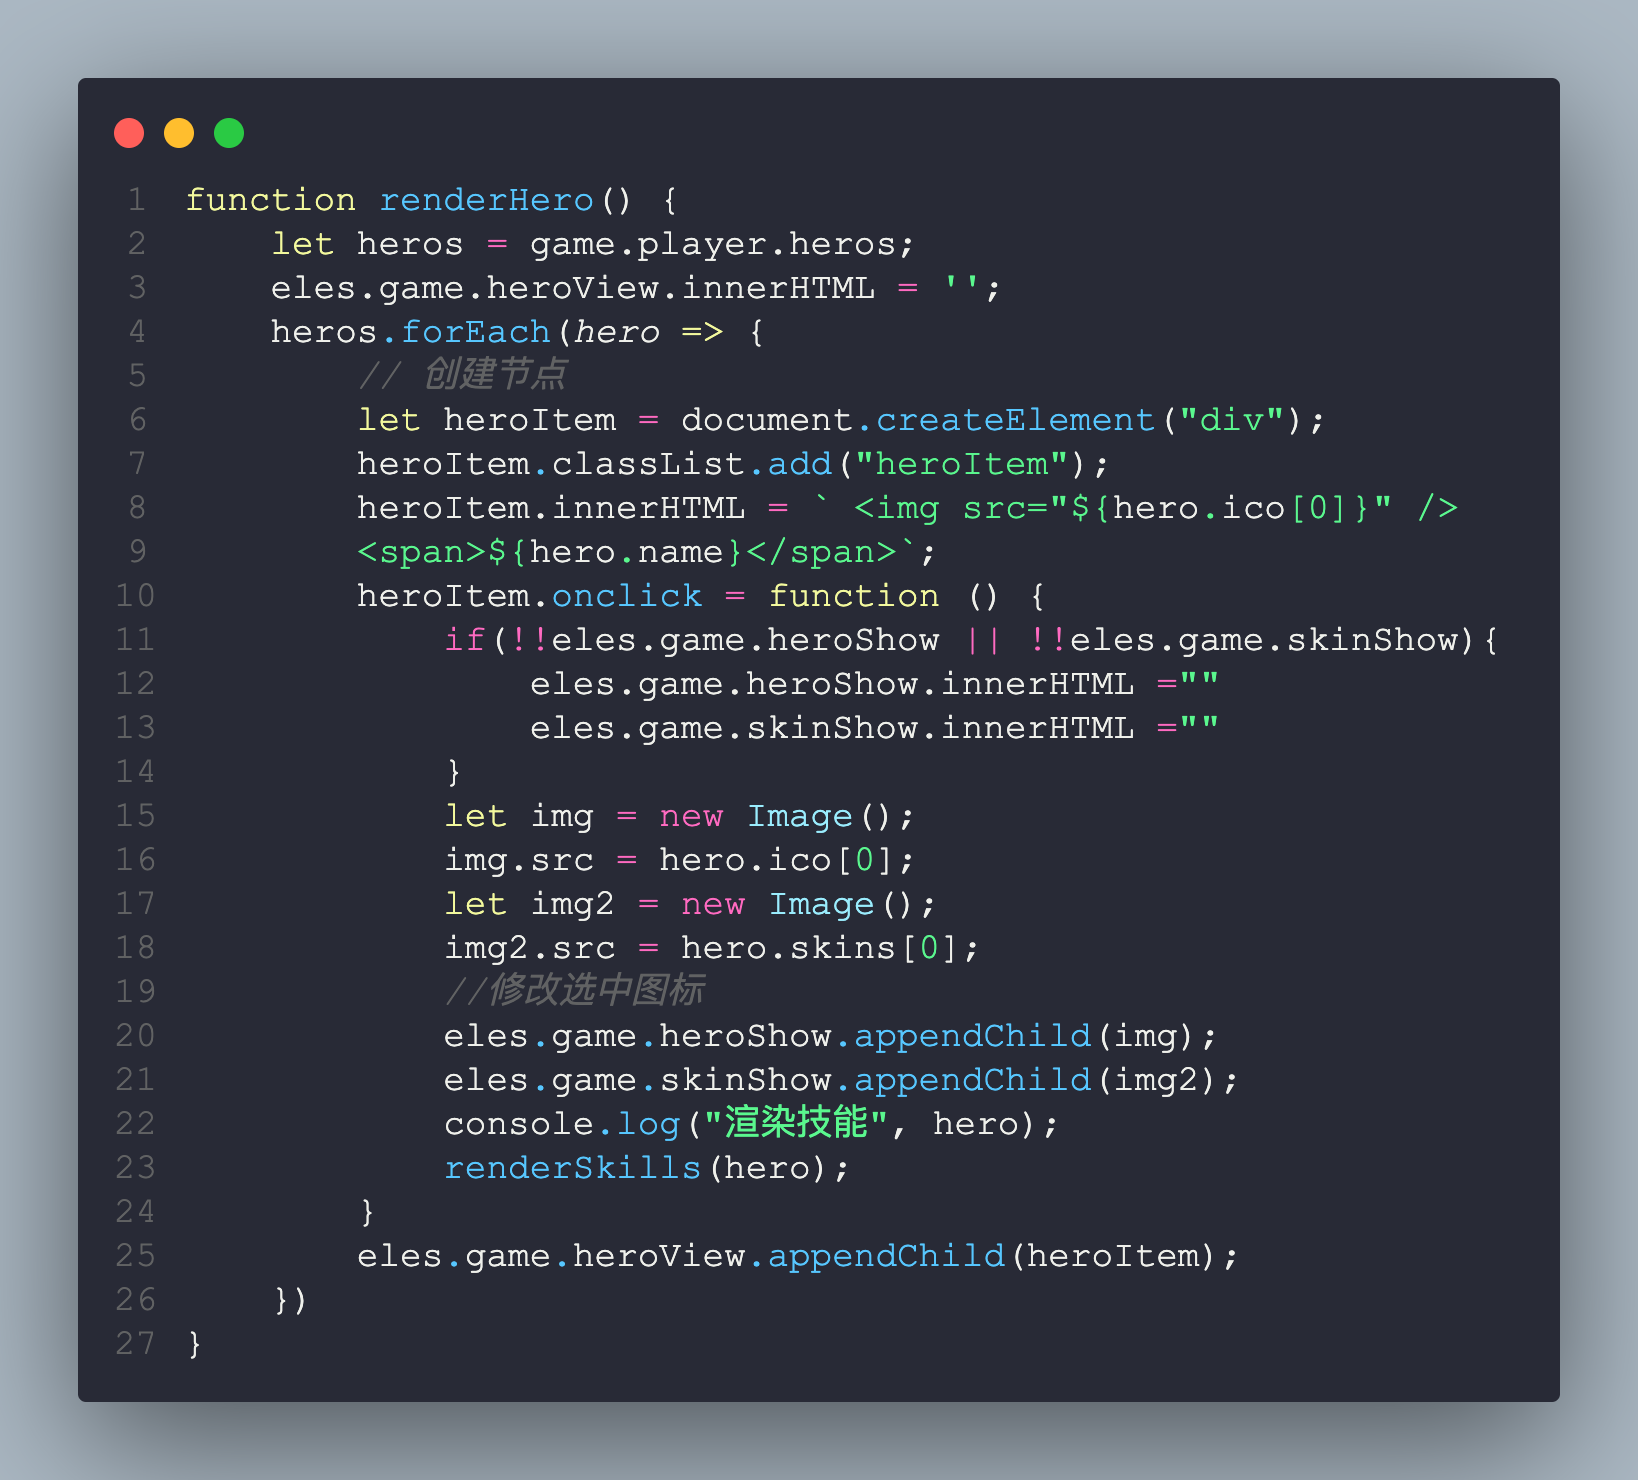 1 function renderHero() {
2     let heros = game.player.heros;
3     eles.game.heroView.innerHTML = '';
4     heros.forEach(hero => {
5         // 创建节点
6         let heroItem = document.createElement("div");
7         heroItem.classList.add("heroItem");
8         heroItem.innerHTML = ` <img src="${hero.ico[0]}" />
9         <span>${hero.name}</span>`;
10         heroItem.onclick = function () {
11             if(!!eles.game.heroShow || !!eles.game.skinShow){
12                 eles.game.heroShow.innerHTML =""
13                 eles.game.skinShow.innerHTML =""
14             }
15             let img = new Image();
16             img.src = hero.ico[0];
17             let img2 = new Image();
18             img2.src = hero.skins[0];
19             //修改选中图标
20             eles.game.heroShow.appendChild(img);
21             eles.game.skinShow.appendChild(img2);
22             console.log("渲染技能", hero);
23             renderSkills(hero);
24         }
25         eles.game.heroView.appendChild(heroItem);
26     })
27 }